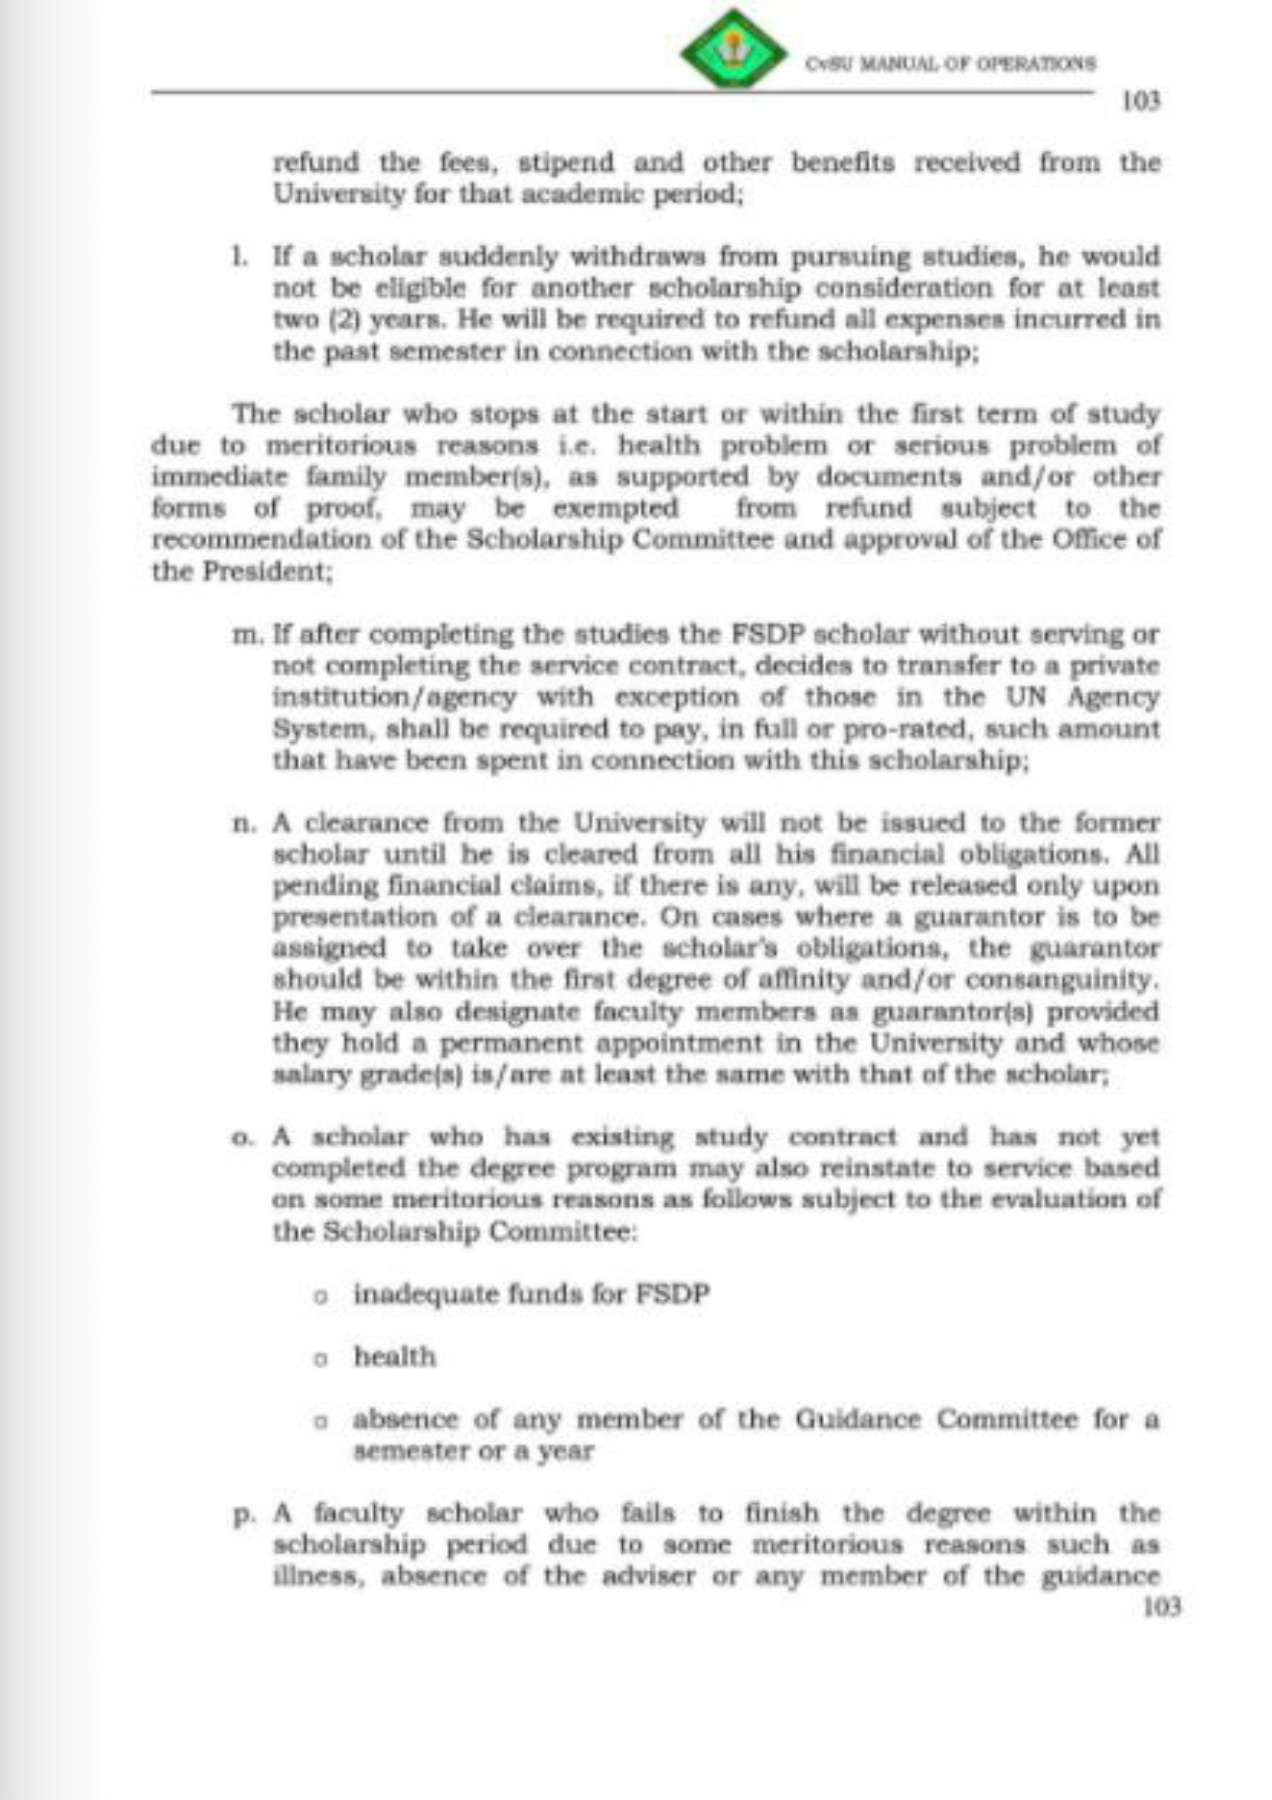 CvSU MANUAL OF OPERATIONS
103
refund the fees, stipend and other benefits received from the
University for that academic period;
l. If a scholar suddenly withdraws from pursuing studies, he would
not be eligible for another scholarship consideration for at least
two (2) years. He will be required to refund all expenses incurred in
the past semester in connection with the scholarship;
The scholar who stops at the start or within the first term of study
due to meritorious reasons i.e. health problem or serious problem of
immediate family member(s), as supported by documents and/or other
forms of proof, may be exempted from refund subject to the
recommendation of the Scholarship Committee and approval of the Office of
the President;
m. If after completing the studies the FSDP scholar without serving or
not completing the service contract, decides to transfer to a private
institution/agency with exception of those in the UN Agency
System, shall be required to pay, in full or pro-rated, such amount
that have been spent in connection with this scholarship;
n. A clearance from the University will not be issued to the former
scholar until he is cleared from all his financial obligations. All
pending financial claims, if there is any, will be released only upon
presentation of a clearance. On cases where a guarantor is to be
assigned to take over the scholar's obligations, the guarantor
should be within the first degree of affinity and/or consanguinity.
He may also designate faculty members as guarantor(s) provided
they hold a permanent appointment in the University and whose
salary grade(s) is/are at least the same with that of the scholar;
o. A scholar who has existing study contract and has not yet
completed the degree program may also reinstate to service based
on some meritorious reasons as follows subject to the evaluation of
the Scholarship Committee:
o inadequate funds for FSDP
o health
o absence of any member of the Guidance Committee for a
semester or a year
p. A faculty scholar who fails to finish the degree within the
scholarship period due to some meritorious reasons such as
illness, absence of the adviser or any member of the guidance
103